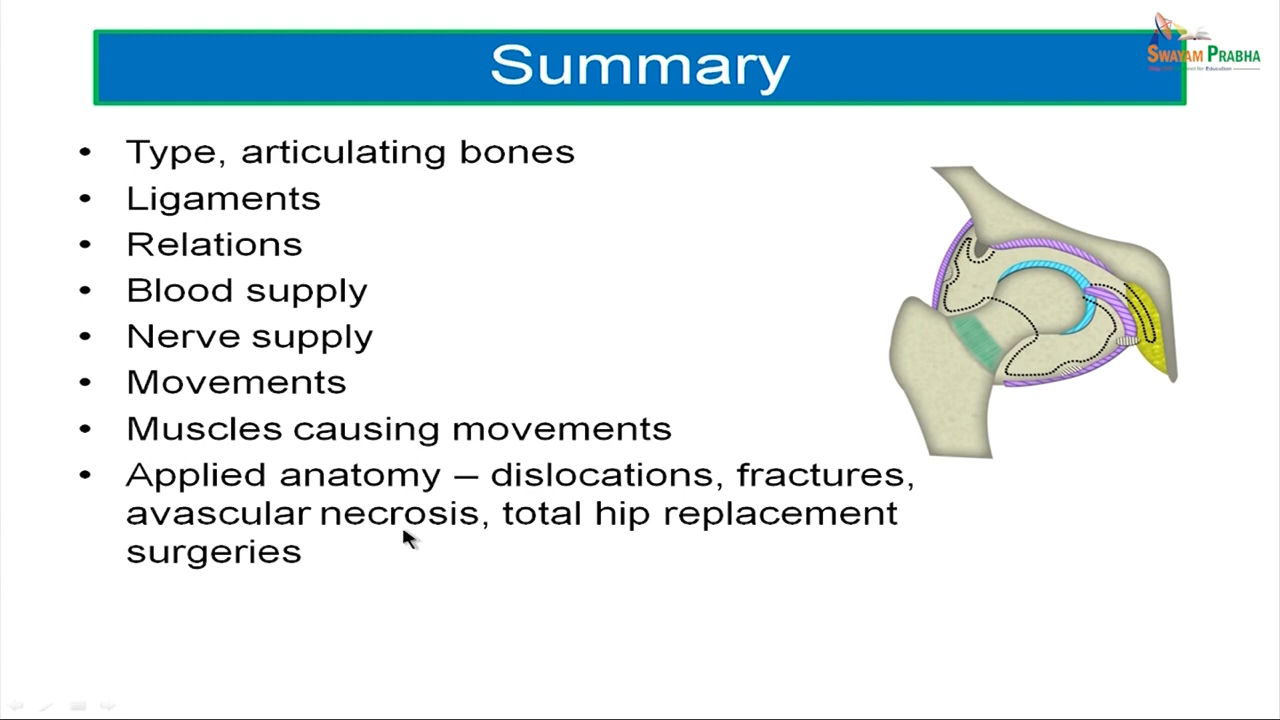 Summary
SWAYAM PRABHA
• Type, articulating bones
• Ligaments
• Relations
• Blood supply
• Nerve supply
• Movements
• Muscles causing movements
• Applied anatomy – dislocations, fractures,
avascular necrosis, total hip replacement
surgeries